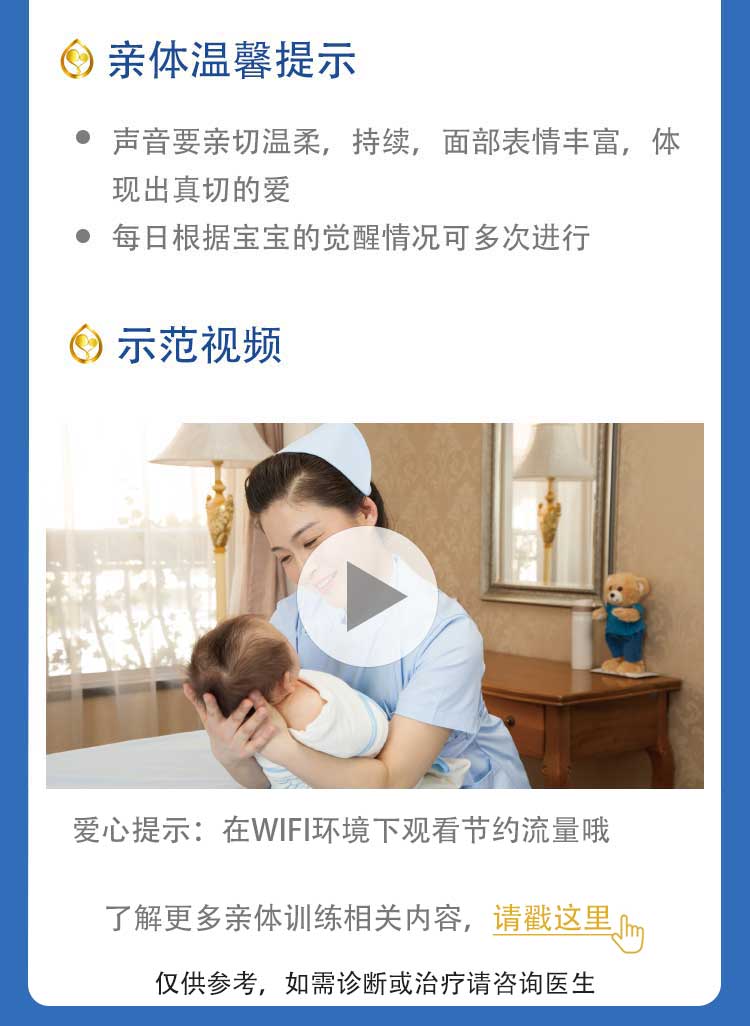 亲体温馨提示
声音要亲切温柔，持续，面部表情丰富，体
现出真切的爱
每日根据宝宝的觉醒情况可多次进行
示范视频
爱心提示：在WIFI环境下观看节约流量哦
了解更多亲体训练相关内容，请戳这里
仅供参考，如需诊断或治疗请咨询医生